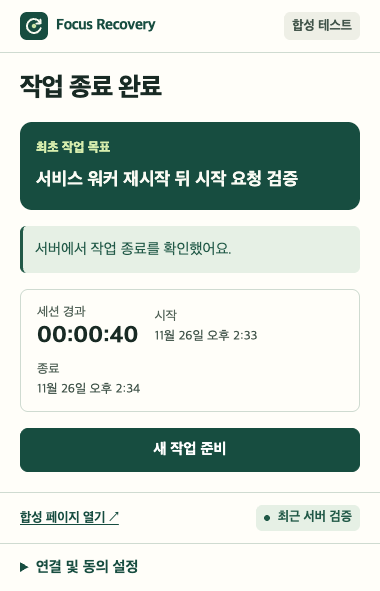 Focus Recovery
합성 테스트
작업 종료 완료
최초 작업 목표
서비스 워커 재시작 뒤 시작 요청 검증
서버에서 작업 종료를 확인했어요.
세션 경과
00:00:40
시작
11월 26일 오후 2:33
종료
11월 26일 오후 2:34
새 작업 준비
합성 페이지 열기 ↗
• 최근 서버 검증
▶ 연결 및 동의 설정